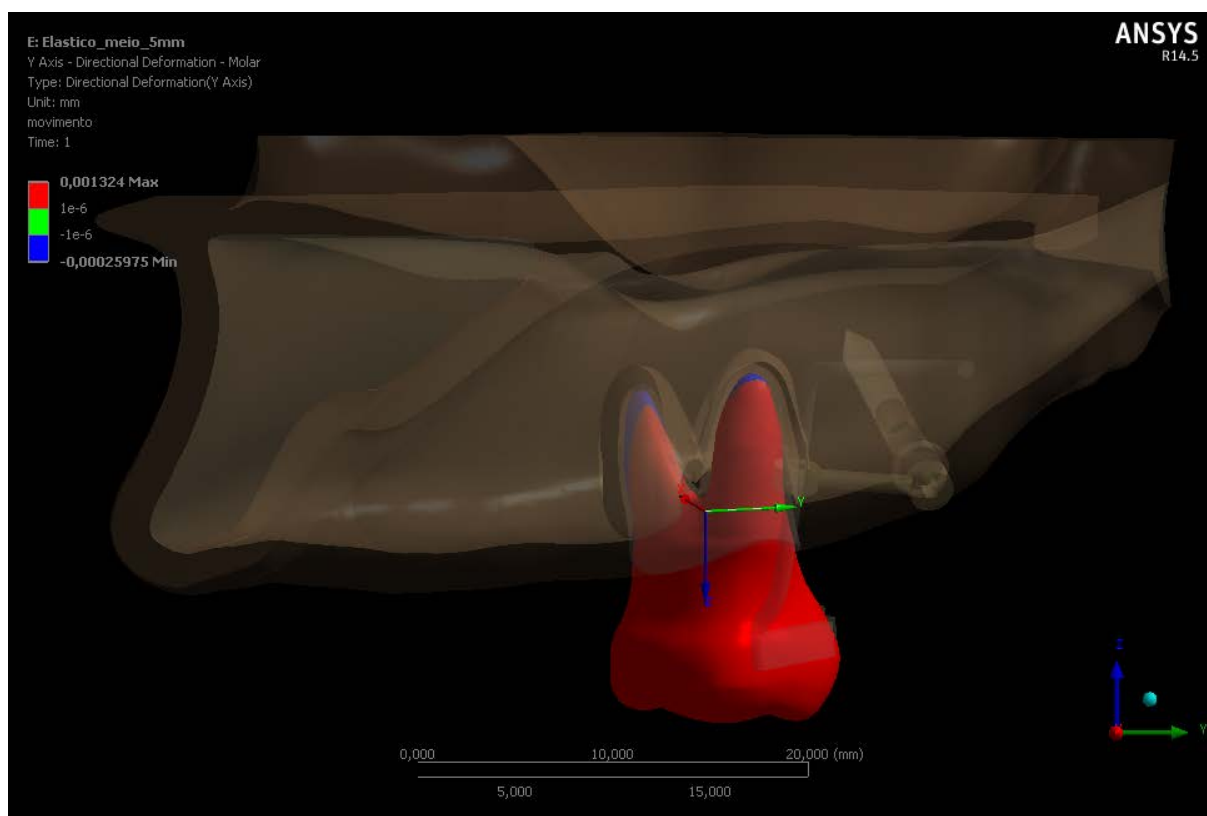 ANSYS
R14.5
E: Elastico_meio_5mm
Y Axis - Directional Deformation - Molar
Type: Directional Deformation(Y Axis)
Unit: mm
movimento
Time: 1
0,001324 Max
1e-6
-1e-6
-0,00025975 Min
Y
Z
Y
0,000 10,000 20,000 (mm)
5,000 15,000